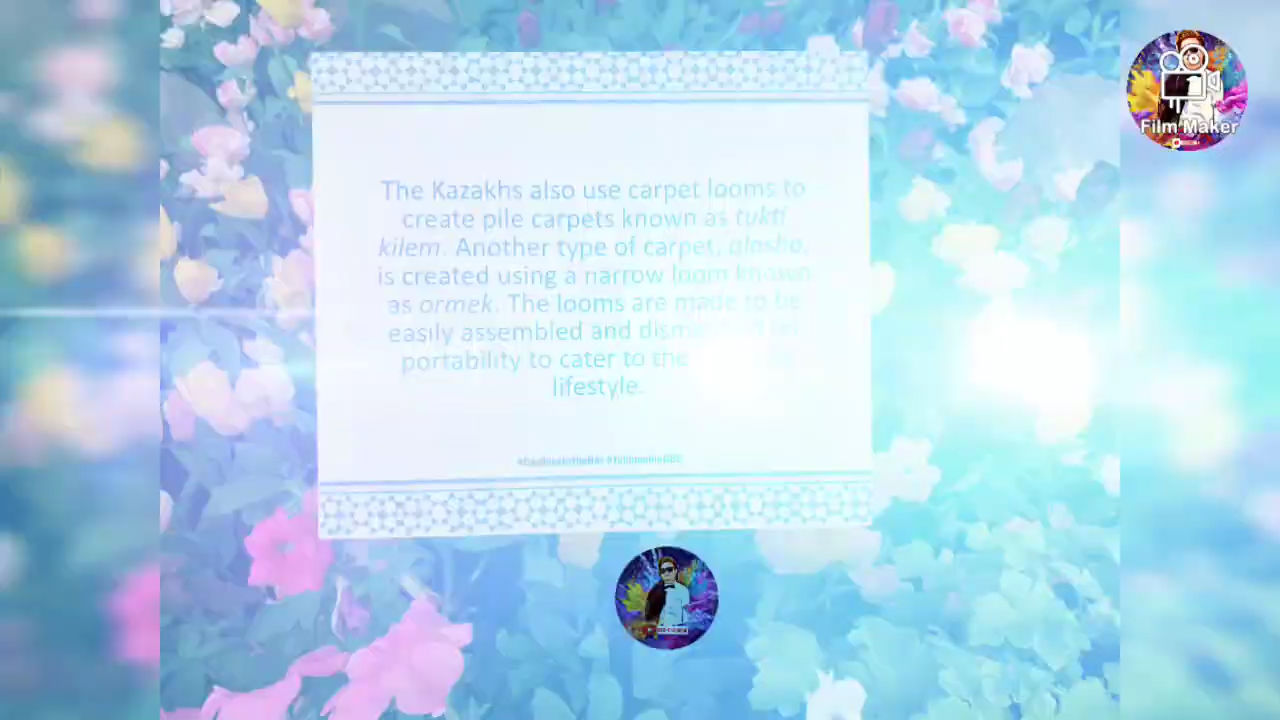 Film Maker
The Kazakhs also use carpet looms to
create pile carpets known as tukti
kilem. Another type of carpet, alasha,
is created using a narrow loom known
as ormek. The looms are made to be
easily assembled and
portability to cater to the
lifestyle.